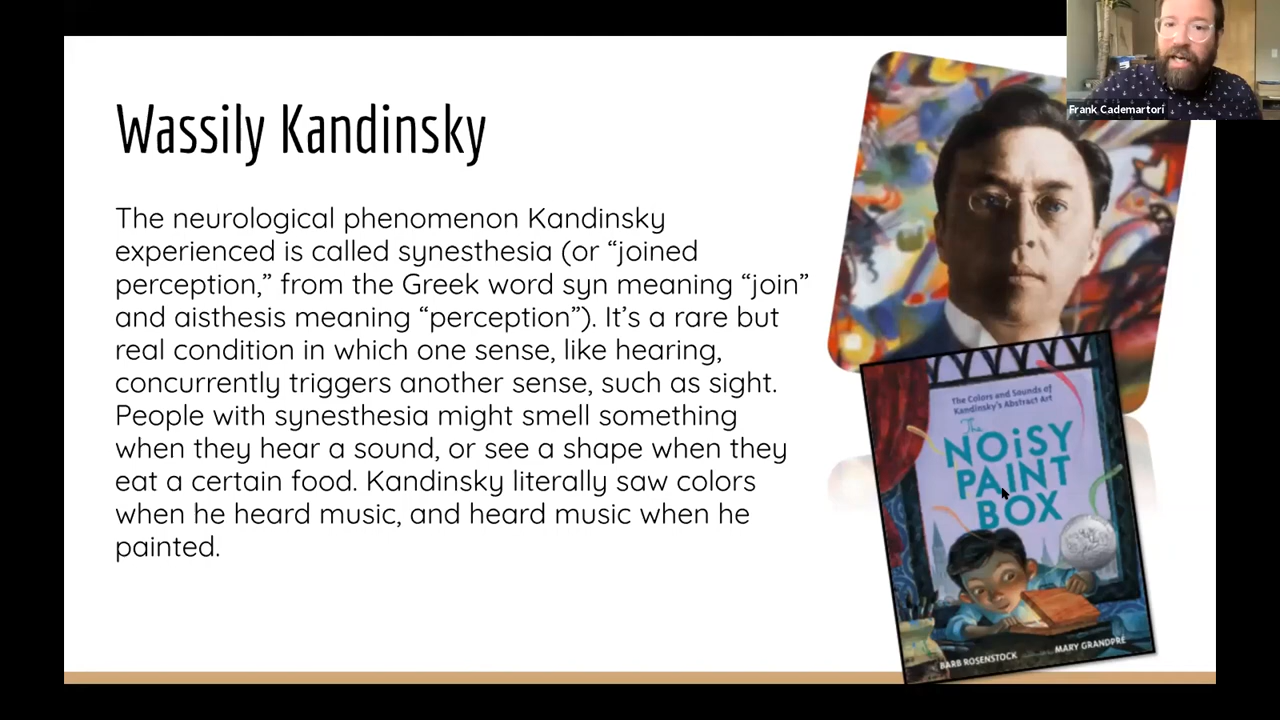 Wassily Kandinsky
The neurological phenomenon Kandinsky
experienced is called synesthesia (or “joined
perception,” from the Greek word syn meaning “join”
and aisthesis meaning “perception”). It’s a rare but
real condition in which one sense, like hearing,
concurrently triggers another sense, such as sight.
People with synesthesia might smell something
when they hear a sound, or see a shape when they
eat a certain food. Kandinsky literally saw colors
when he heard music, and heard music when he
painted.
Frank Cademartori
The Colors and Sounds of
Kandinsky's Abstract Art
The
NOiSY
PAINT
BOX
BARB ROSENSTOCK
MARY GRANDPRÉ